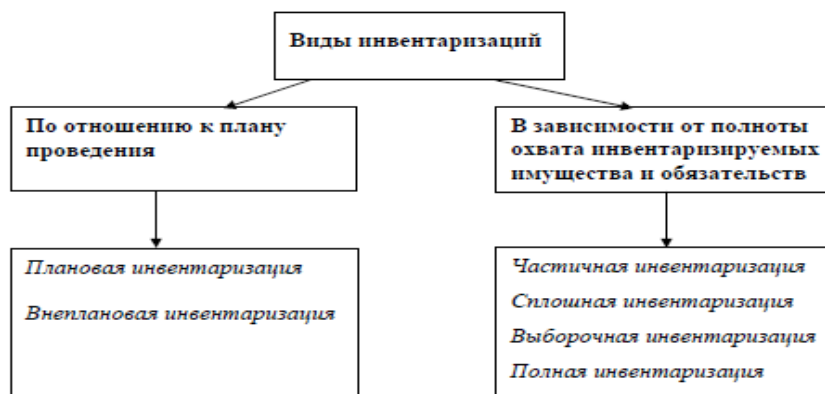 Виды инвентаризаций
По отношению к плану
проведения
В зависимости от полноты
охвата инвентаризируемых
имущества и обязательств
Плановая инвентаризация
Внеплановая инвентаризация
Частичная инвентаризация
Сплошная инвентаризация
Выборочная инвентаризация
Полная инвентаризация